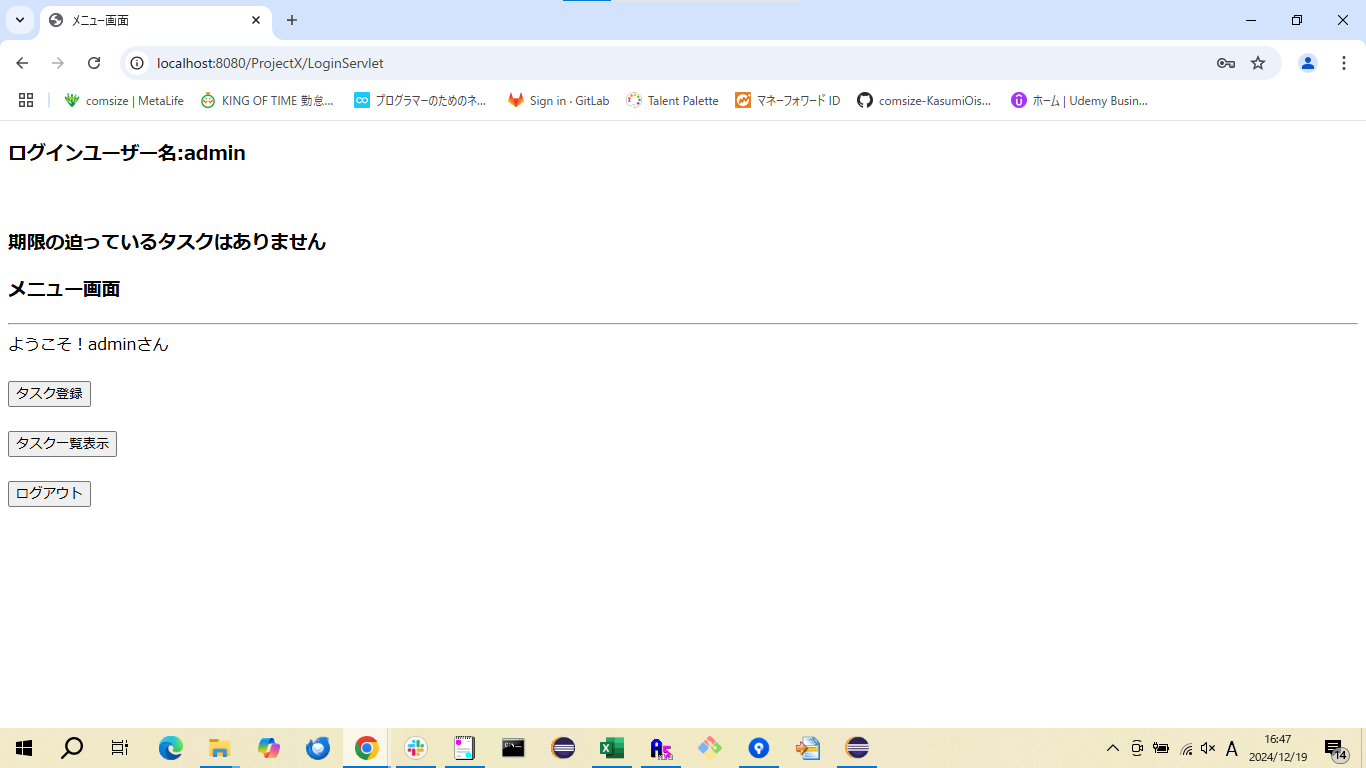 メニュー画面
localhost:8080/ProjectX/LoginServlet
comsize | MetaLife KING OF TIME 勤怠... プログラマーのためのネ... Sign in · GitLab Talent Palette マネーフォワード ID comsize-KasumiOis... ホーム | Udemy Busin...
ログインユーザー名:admin
期限の迫っているタスクはありません
メニュー画面
ようこそ！adminさん
タスク登録
タスク一覧表示
ログアウト
A
16:47
2024/12/19
14